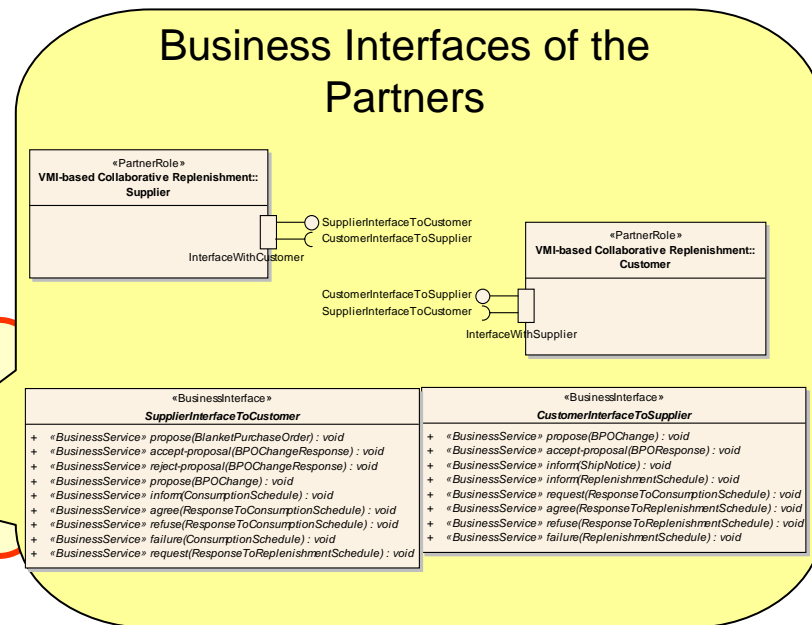 Business Interfaces of the
Partners
«PartnerRole»
VMI-based Collaborative Replenishment::
Supplier
SupplierInterfaceToCustomer
CustomerInterfaceToSupplier
InterfaceWithCustomer
«PartnerRole»
VMI-based Collaborative Replenishment::
Customer
CustomerInterfaceToSupplier
SupplierInterfaceToCustomer
InterfaceWithSupplier
«BusinessInterface»
SupplierInterfaceToCustomer
+ «BusinessService» propose(BlanketPurchaseOrder) : void
+ «BusinessService» accept-proposal(BPOChangeResponse) : void
+ «BusinessService» reject-proposal(BPOChangeResponse) : void
+ «BusinessService» propose(BPOChange) : void
+ «BusinessService» inform(ConsumptionSchedule) : void
+ «BusinessService» agree(ResponseToConsumptionSchedule) : void
+ «BusinessService» refuse(ResponseToConsumptionSchedule) : void
+ «BusinessService» failure(ConsumptionSchedule) : void
+ «BusinessService» request(ResponseToReplenishmentSchedule) : void
«BusinessInterface»
CustomerInterfaceToSupplier
+ «BusinessService» propose(BPOChange) : void
+ «BusinessService» accept-proposal(BPOResponse) : void
+ «BusinessService» inform(ShipNotice) : void
+ «BusinessService» inform(ReplenishmentSchedule) : void
+ «BusinessService» request(ResponseToConsumptionSchedule) : void
+ «BusinessService» agree(ResponseToReplenishmentSchedule) : void
+ «BusinessService» refuse(ResponseToReplenishmentSchedule) : void
+ «BusinessService» failure(ReplenishmentSchedule) : void